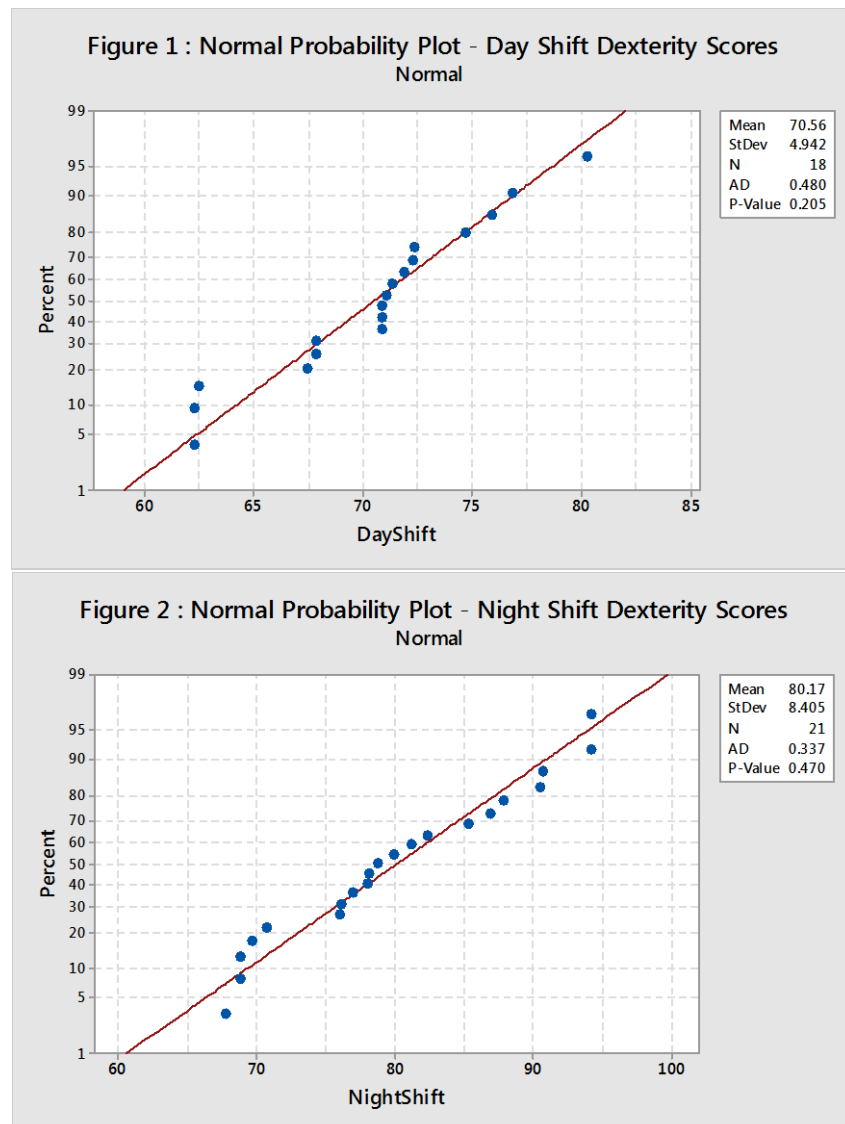 Figure 1 : Normal Probability Plot - Day Shift Dexterity Scores
Normal
99
95
90
80
70
60
50
40
30
20
10
5
1
Percent
60 65 70 75 80 85
DayShift
Mean 70.56
StDev 4.942
N 18
AD 0.480
P-Value 0.205
Figure 2 : Normal Probability Plot - Night Shift Dexterity Scores
Normal
99
95
90
80
70
60
50
40
30
20
10
5
1
Percent
60 70 80 90 100
NightShift
Mean 80.17
StDev 8.405
N 21
AD 0.337
P-Value 0.470